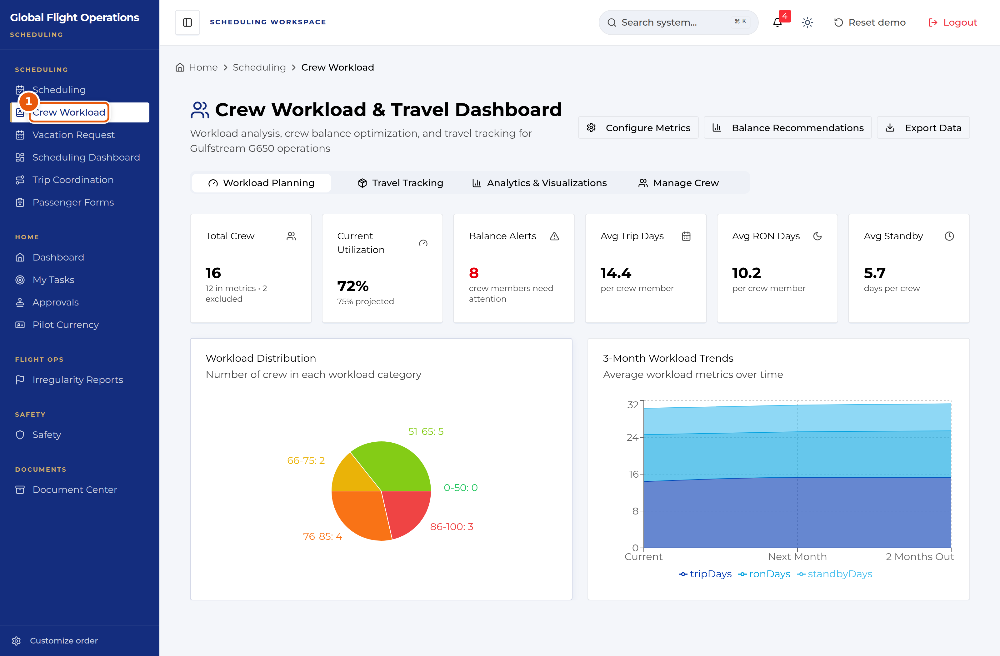 Global Flight Operations
SCHEDULING
SCHEDULING
Scheduling
1
Crew Workload
Vacation Request
Scheduling Dashboard
Trip Coordination
Passenger Forms
HOME
Dashboard
My Tasks
Approvals
Pilot Currency
FLIGHT OPS
Irregularity Reports
SAFETY
Safety
DOCUMENTS
Document Center
Customize order
SCHEDULING WORKSPACE
Search system...
⌘ K
4
Reset demo
Logout
Home > Scheduling > Crew Workload
Crew Workload & Travel Dashboard
Workload analysis, crew balance optimization, and travel tracking for
Gulfstream G650 operations
Configure Metrics
Balance Recommendations
Export Data
Workload Planning
Travel Tracking
Analytics & Visualizations
Manage Crew
Total Crew
16
12 in metrics • 2
excluded
Current
Utilization
72%
75% projected
Balance Alerts
8
crew members need
attention
Avg Trip Days
14.4
per crew member
Avg RON Days
10.2
per crew member
Avg Standby
5.7
days per crew
Workload Distribution
Number of crew in each workload category
51-65: 5
66-75: 2
0-50: 0
86-100: 3
76-85: 4
3-Month Workload Trends
Average workload metrics over time
32
24
16
8
0
Current
Next Month
2 Months Out
tripDays
ronDays
standbyDays